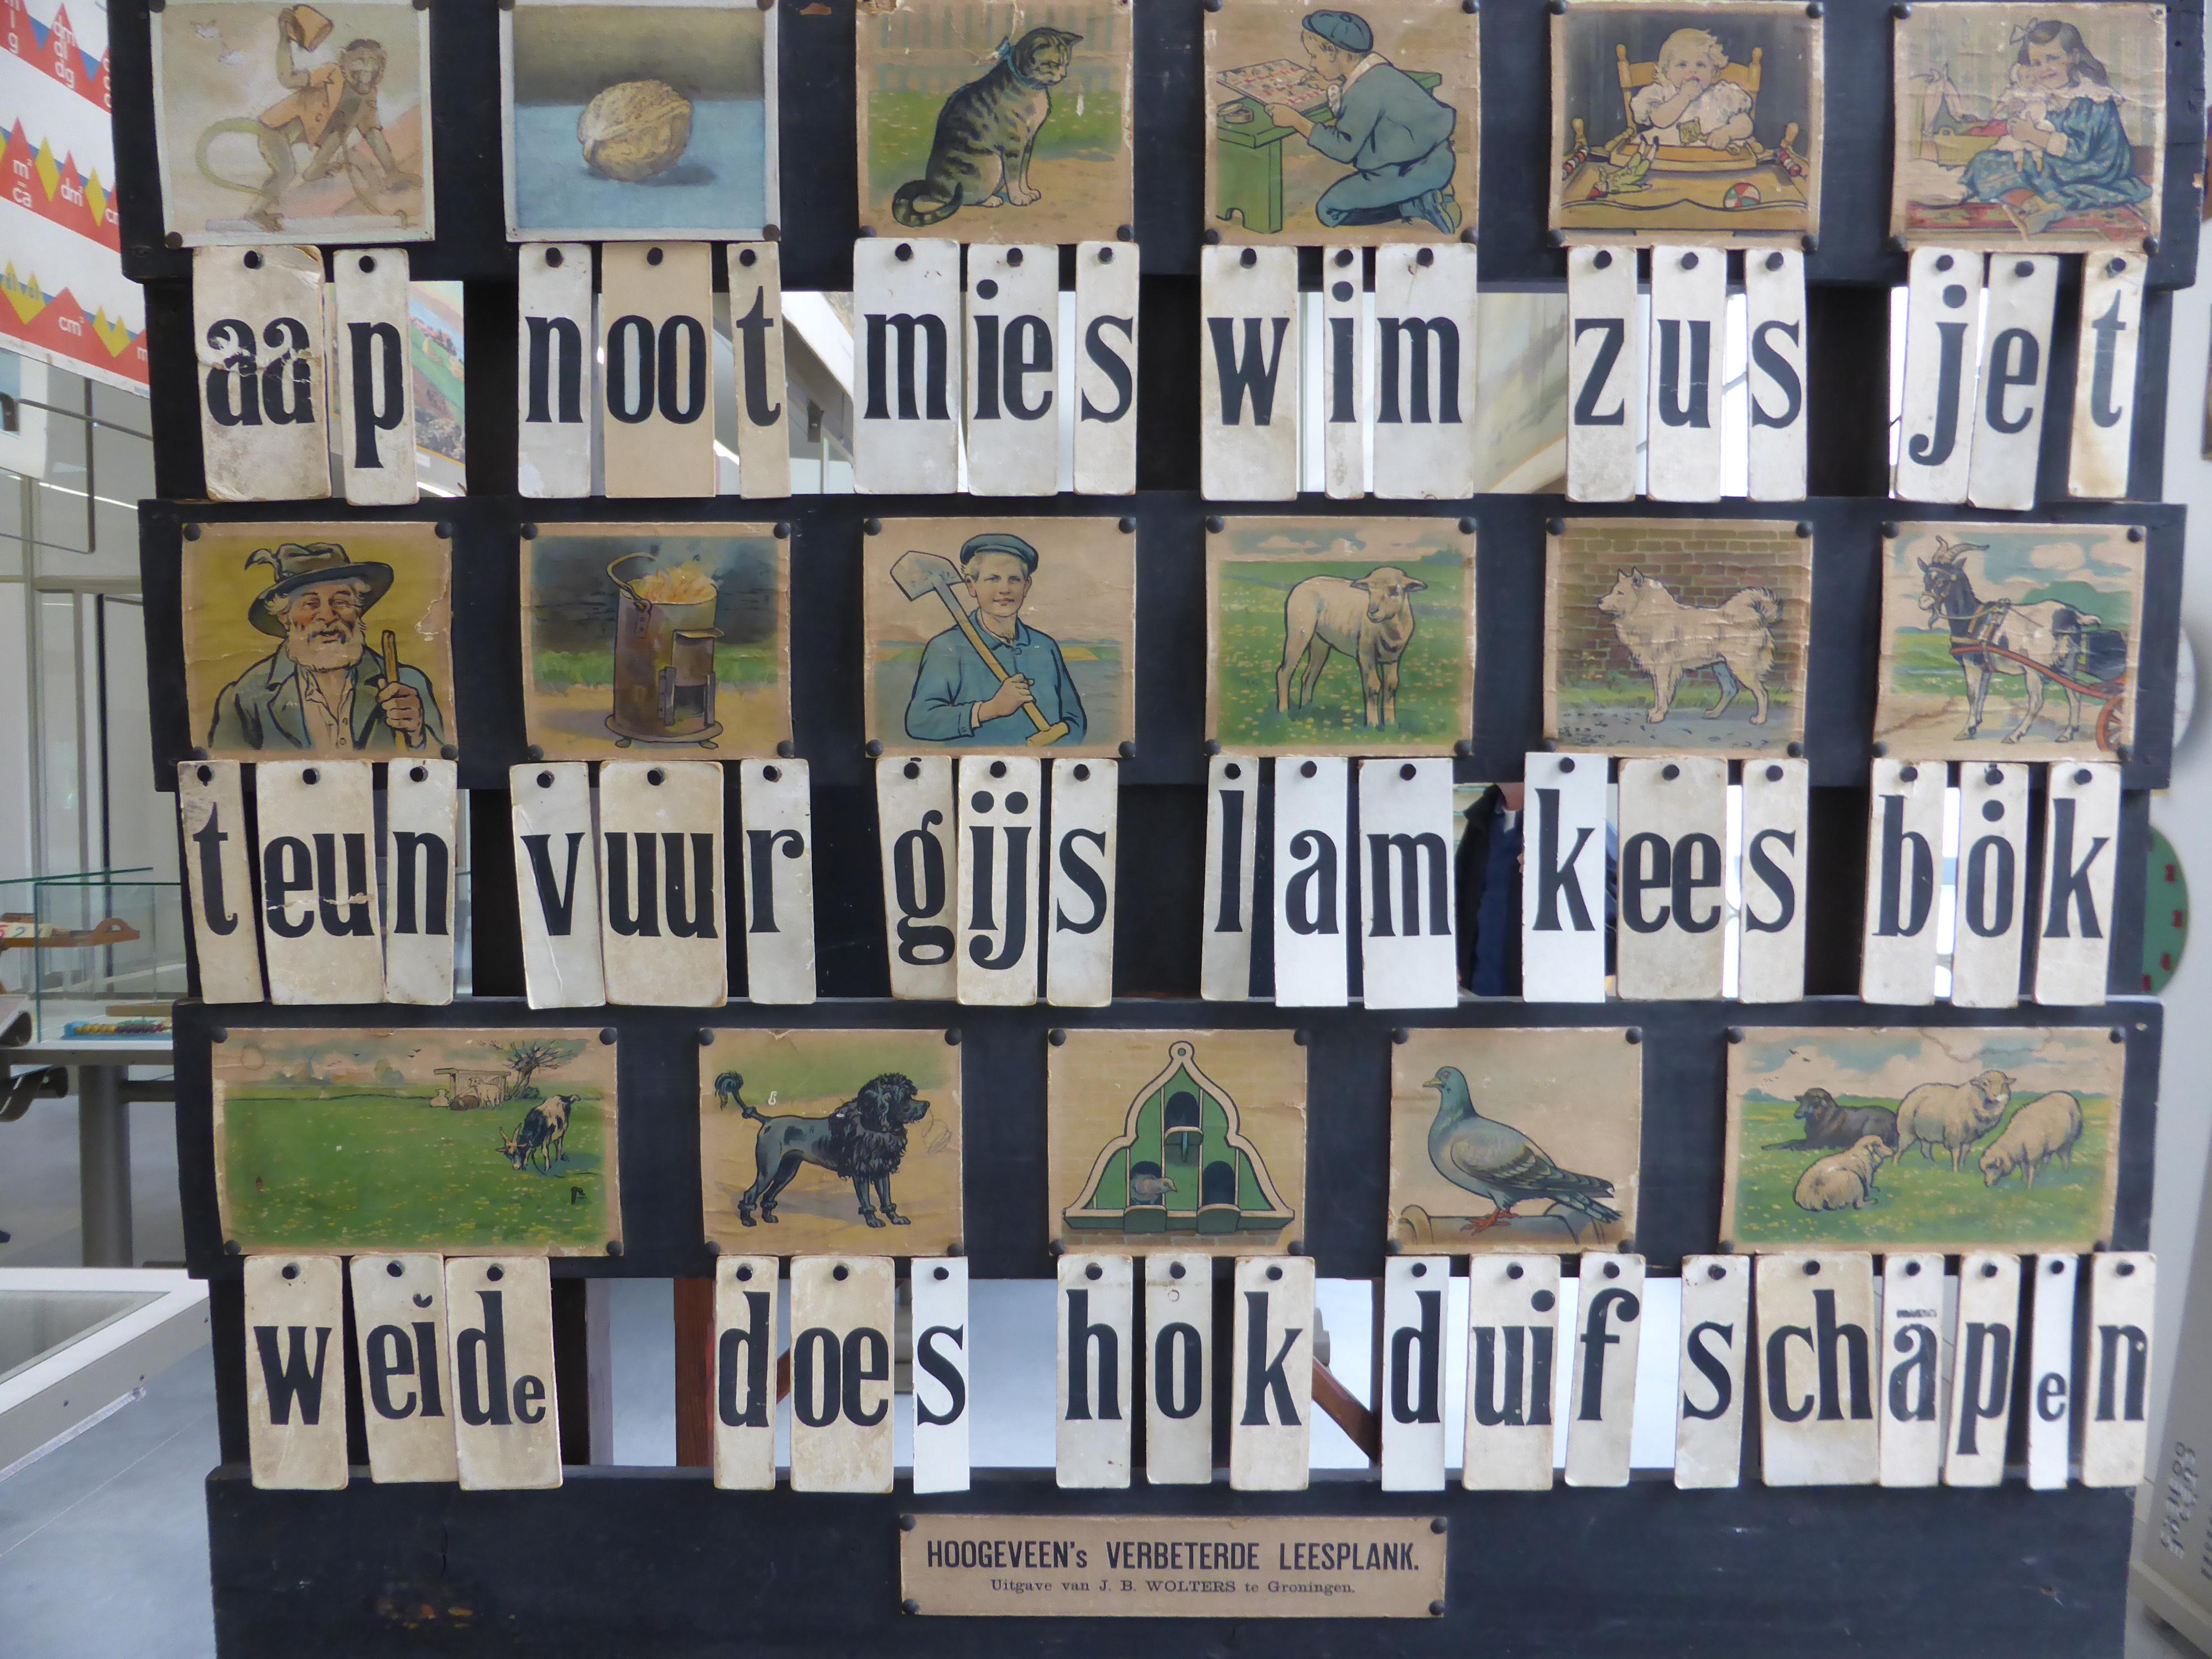 aap noot mies wim zus jet
teun vuur gijs lam kees bok
weide does hok duif schapen
HOOGEVEEN's VERBETERDE LEESPLANK.
Uitgave van J. B. WOLTERS te Groningen.